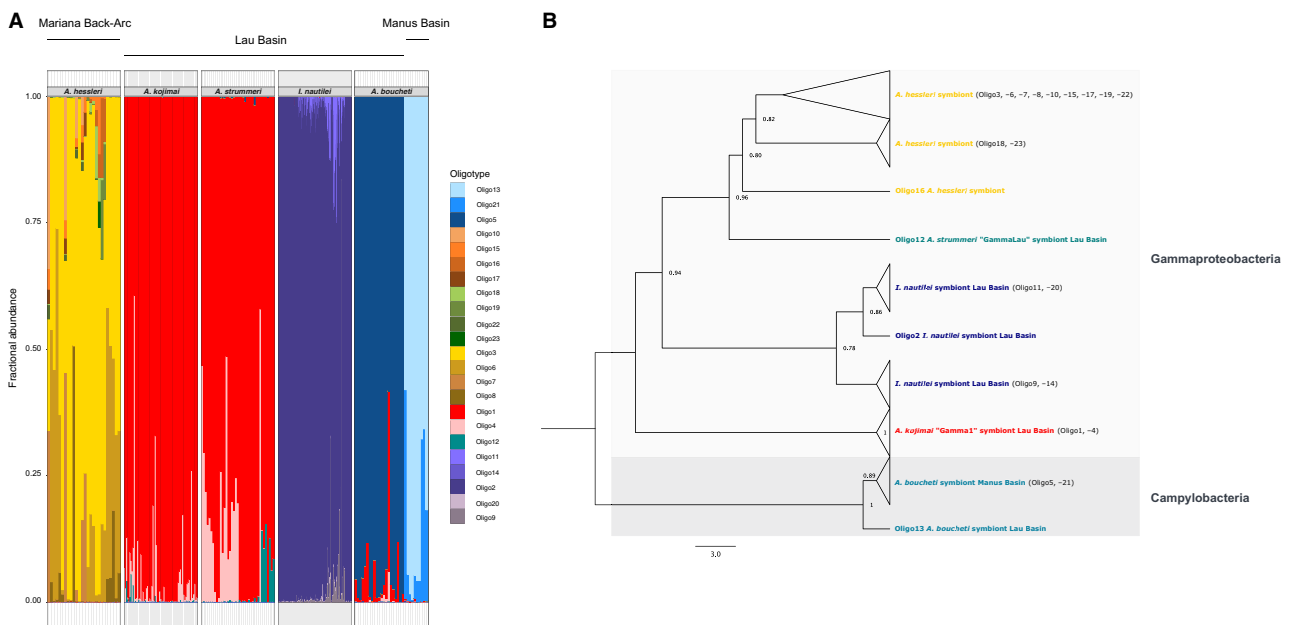 A
Mariana Back-Arc
Lau Basin
Manus Basin
A. hessleri
A. kojimai
A. strummeri
I. nautilei
A. boucheti
1.00
0.75
0.50
0.25
0.00
Fractional abundance
Oligotype
Oligo13
Oligo21
Oligo5
Oligo10
Oligo15
Oligo16
Oligo17
Oligo18
Oligo19
Oligo22
Oligo23
Oligo3
Oligo6
Oligo7
Oligo8
Oligo1
Oligo4
Oligo12
Oligo11
Oligo14
Oligo2
Oligo20
Oligo9
B
A. hessleri symbiont (Oligo3, −6, −7, −8, −10, −15, −17, −19, −22)
0.82
A. hessleri symbiont (Oligo18, −23)
0.80
Oligo16 A. hessleri symbiont
0.96
Oligo12 A. strummeri "GammaLau" symbiont Lau Basin
0.94
I. nautilei symbiont Lau Basin (Oligo11, −20)
0.86
Oligo2 I. nautilei symbiont Lau Basin
0.78
I. nautilei symbiont Lau Basin (Oligo9, −14)
1
A. kojimai "Gamma1" symbiont Lau Basin (Oligo1, −4)
0.89
A. boucheti symbiont Manus Basin (Oligo5, −21)
1
Oligo13 A. boucheti symbiont Lau Basin
3.0
Gammaproteobacteria
Campylobacteria